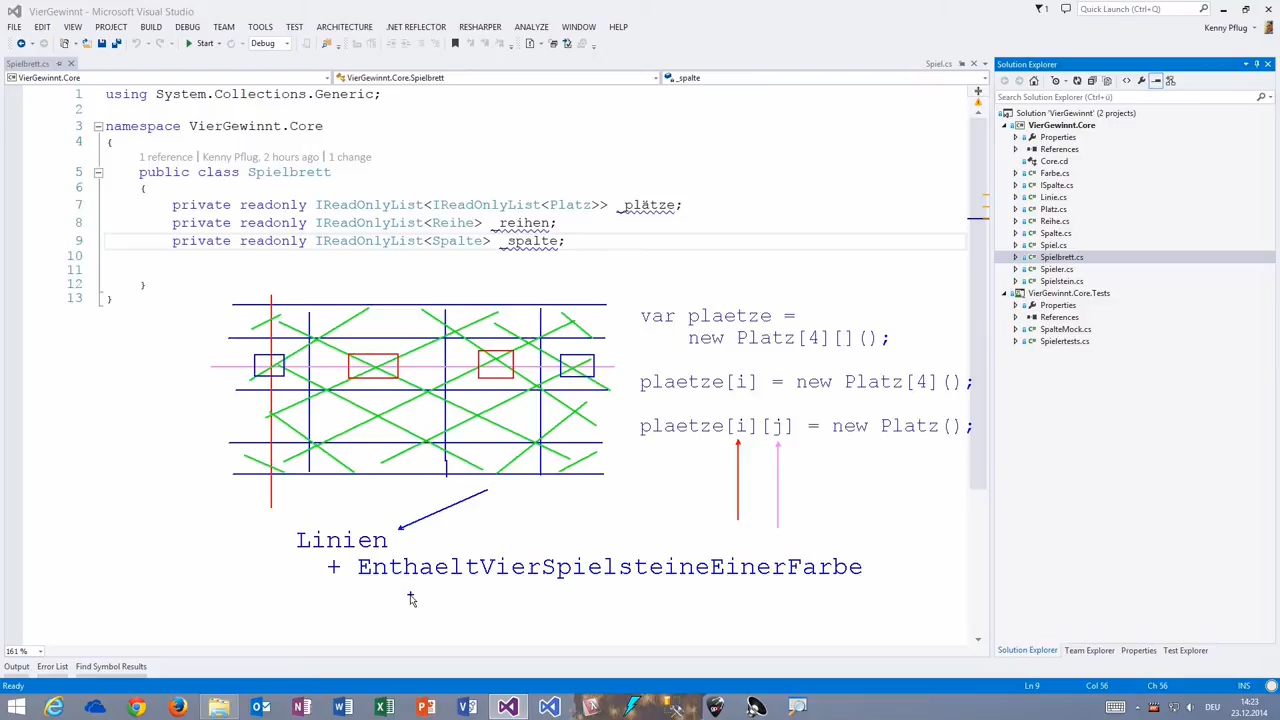 VierGewinnt - Microsoft Visual Studio
Quick Launch (Ctrl+Q)
FILE EDIT VIEW PROJECT BUILD DEBUG TEAM TOOLS TEST ARCHITECTURE RESHARPER ANALYZE WINDOW HELP
Kenny Pflug
Start Debug
Spielbrett.cs Spiel.cs
VierGewinnt.Core VierGewinnt.Core.Spielbrett _spalte
1 using System.Collections.Generic;
2
3 namespace VierGewinnt.Core
4 {
1 reference | Kenny Pflug, 2 hours ago | 1 change
5 public class Spielbrett
6 {
7 private readonly IReadOnlyList<IReadOnlyList<Platz>> _plätze;
8 private readonly IReadOnlyList<Reihe> _reihen;
9 private readonly IReadOnlyList<Spalte> _spalte;
10
11
12 }
13 }
var plaetze =
new Platz[4][]();
plaetze[i] = new Platz[4]();
plaetze[i][j] = new Platz();
Linien
+ EnthaeltVierSpielsteineEinerFarbe
161 %
Solution Explorer
Search Solution Explorer (Ctrl+ü)
Solution 'VierGewinnt' (2 projects)
VierGewinnt.Core
Properties
References
Core.cd
Farbe.cs
ISpalte.cs
Linie.cs
Platz.cs
Reihe.cs
Spalte.cs
Spiel.cs
Spielbrett.cs
Spieler.cs
Spielstein.cs
VierGewinnt.Core.Tests
Properties
References
SpalteMock.cs
Spielertests.cs
Solution Explorer Team Explorer Properties Test Explorer
Output Error List Find Symbol Results
Ready Ln 9 Col 56 Ch 56 INS
DEU
14:23
23.12.2014